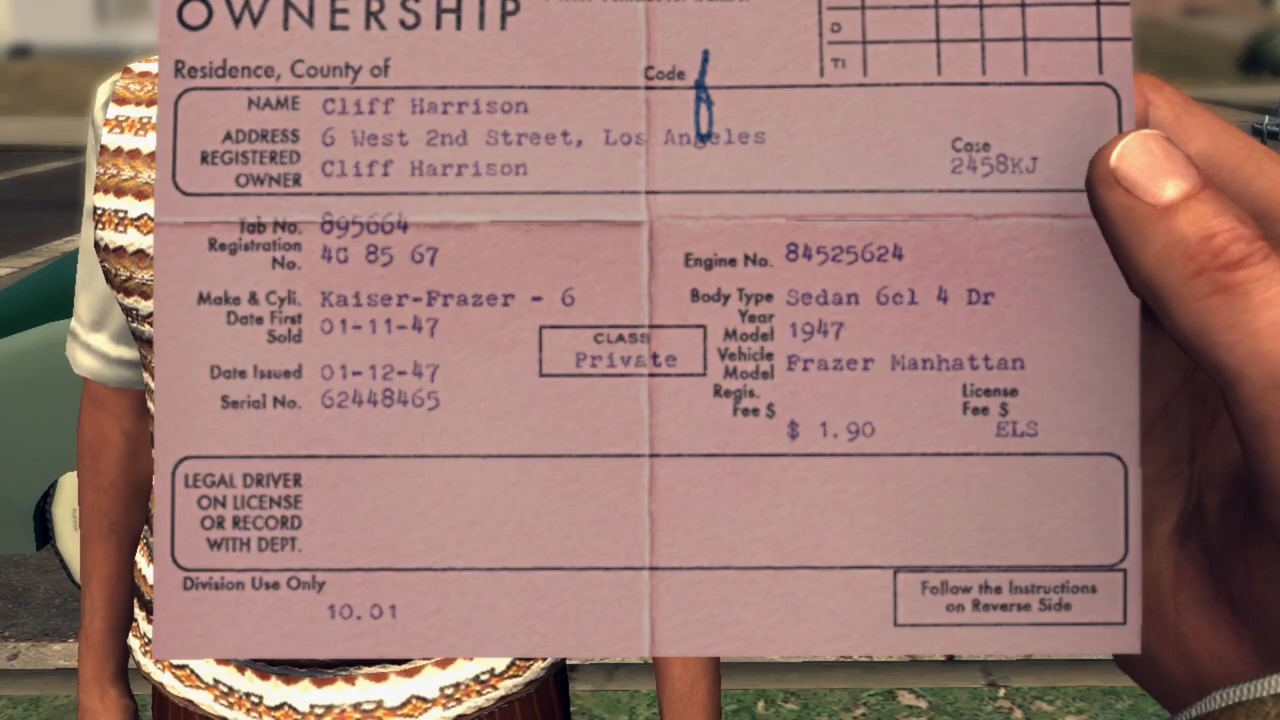 OWNERSHIP
D
TI
Residence, County of
Code 6
NAME Cliff Harrison
ADDRESS 6 West 2nd Street, Los Angeles
REGISTERED OWNER Cliff Harrison
Case
2458KJ
Tab No. 895664
Registration No. 4G 85 67
Engine No. 84525624
Make & Cyli. Kaiser-Frazer - 6
Body Type Sedan 6cl 4 Dr
Date First Sold 01-11-47
Year Model 1947
CLASS
Private
Vehicle Model Frazer Manhattan
Date Issued 01-12-47
Serial No. 62448465
Regis. Fee $
$ 1.90
License Fee $
ELS
LEGAL DRIVER
ON LICENSE
OR RECORD
WITH DEPT.
Division Use Only
10.01
Follow the Instructions
on Reverse Side